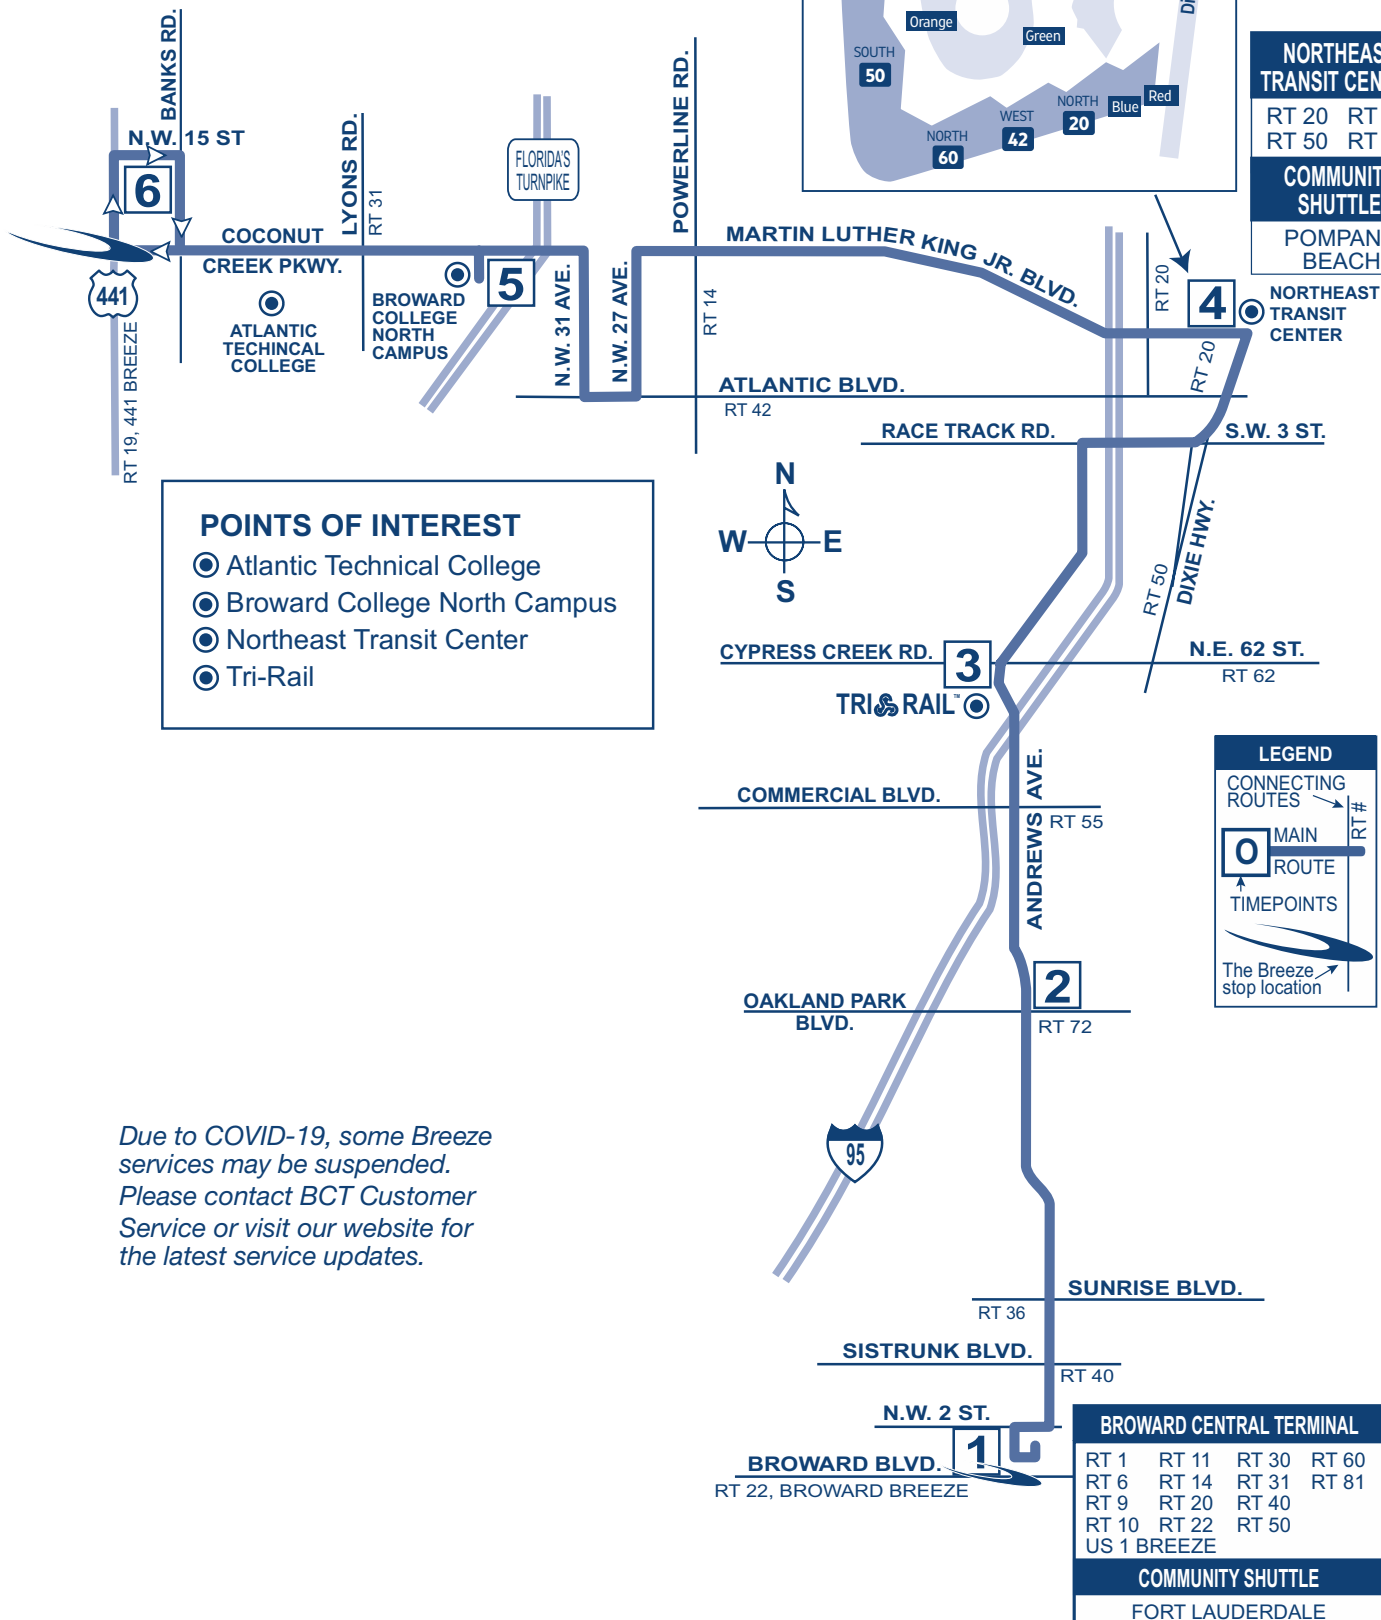 Orange
Green
SOUTH
50
NORTH
60
WEST
42
NORTH
20
Blue
Red
BANKS RD.
N.W. 15 ST
6
LYONS RD.
RT 31
FLORIDA'S
TURNPIKE
POWERLINE RD.
RT 14
COCONUT
CREEK PKWY.
441
RT 19, 441 BREEZE
ATLANTIC
TECHINCAL
COLLEGE
BROWARD
COLLEGE
NORTH
CAMPUS
5
N.W. 31 AVE.
N.W. 27 AVE.
MARTIN LUTHER KING JR. BLVD.
RT 20
4
NORTHEAST
TRANSIT
CENTER
RT 20
RT 20 RT
RT 50 RT
POMPAN
BEACH
ATLANTIC BLVD.
RT 42
RACE TRACK RD.
S.W. 3 ST.
POINTS OF INTEREST
Atlantic Technical College
Broward College North Campus
Northeast Transit Center
Tri-Rail
N
W E
S
RT 50
DIXIE HWY.
CYPRESS CREEK RD.
3
N.E. 62 ST.
RT 62
TRI RAIL™
COMMERCIAL BLVD.
RT 55
ANDREWS AVE.
LEGEND
CONNECTING
ROUTES
RT #
O
MAIN
ROUTE
TIMEPOINTS
The Breeze
stop location
2
OAKLAND PARK
BLVD.
RT 72
95
Due to COVID-19, some Breeze
services may be suspended.
Please contact BCT Customer
Service or visit our website for
the latest service updates.
SUNRISE BLVD.
RT 36
SISTRUNK BLVD.
RT 40
N.W. 2 ST.
1
BROWARD BLVD.
RT 22, BROWARD BREEZE
BROWARD CENTRAL TERMINAL
RT 1 RT 11 RT 30 RT 60
RT 6 RT 14 RT 31 RT 81
RT 9 RT 20 RT 40
RT 10 RT 22 RT 50
US 1 BREEZE
COMMUNITY SHUTTLE
FORT LAUDERDALE